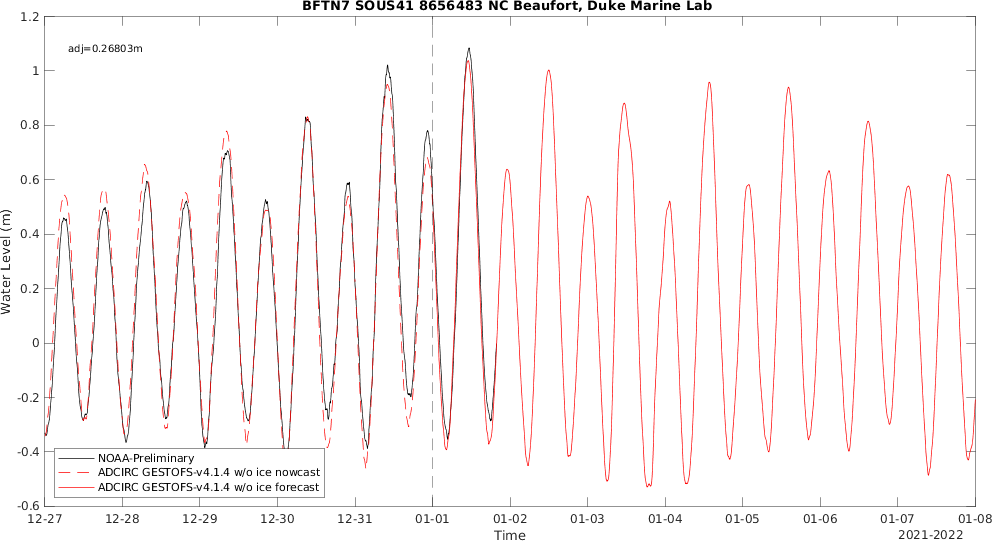 BFTN7 SOUS41 8656483 NC Beaufort, Duke Marine Lab
adj=0.26803m
1.2
1
0.8
0.6
0.4
0.2
0
-0.2
-0.4
-0.6
Water Level (m)
NOAA-Preliminary
ADCIRC GESTOFS-v4.1.4 w/o ice nowcast
ADCIRC GESTOFS-v4.1.4 w/o ice forecast
12-27 12-28 12-29 12-30 12-31 01-01 01-02 01-03 01-04 01-05 01-06 01-07 01-08
Time
2021-2022